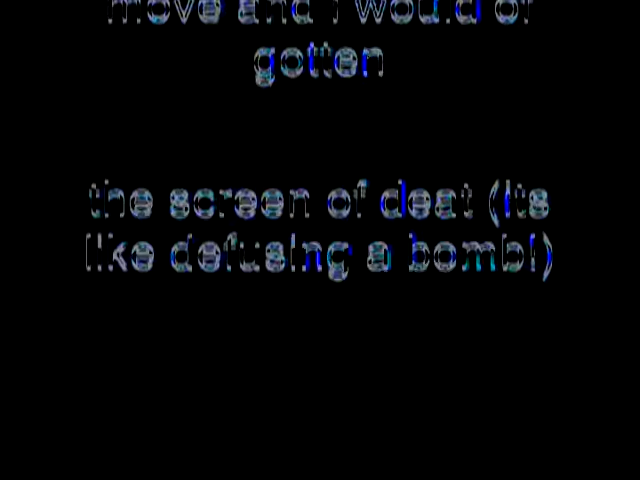 move and i would of
gotten
the screen of deat (its
like defusing a bomb!)